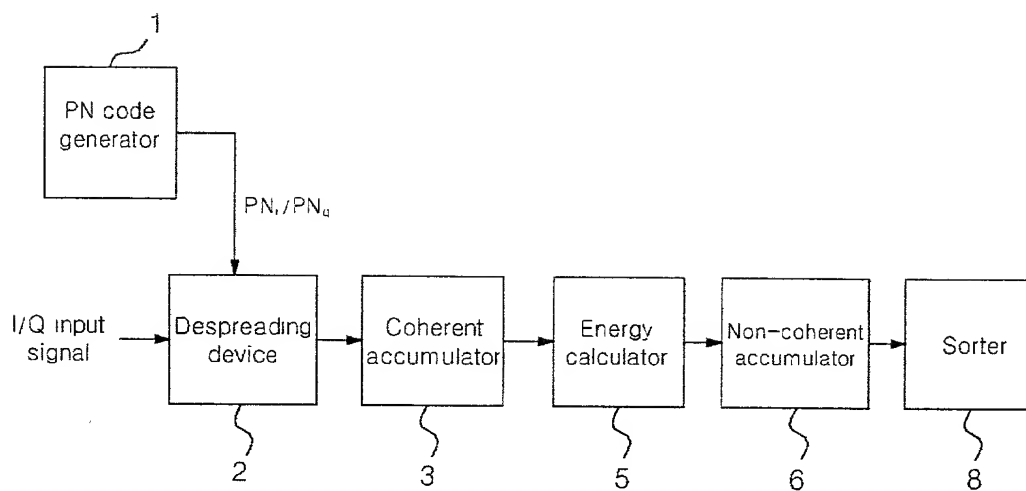 1
PN code
generator
PNᵢ/PN_q
I/Q input
signal
Despreading
device
Coherent
accumulator
Energy
calculator
Non-coherent
accumulator
Sorter
2
3
5
6
8